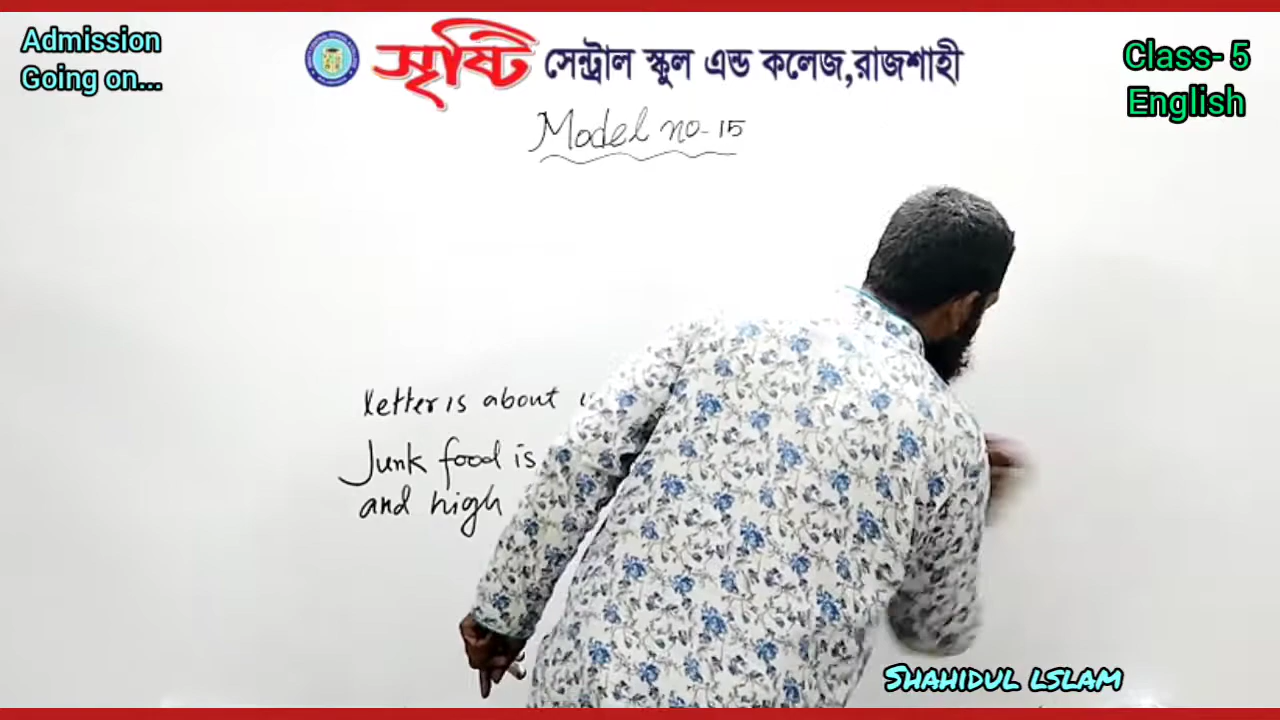 Admission
Going on...
সৃষ্টি সেন্ট্রাল স্কুল এন্ড কলেজ,রাজশাহী
Class- 5
English
Model no-15
letter is about
Junk food is
and high
Shahidul lslam